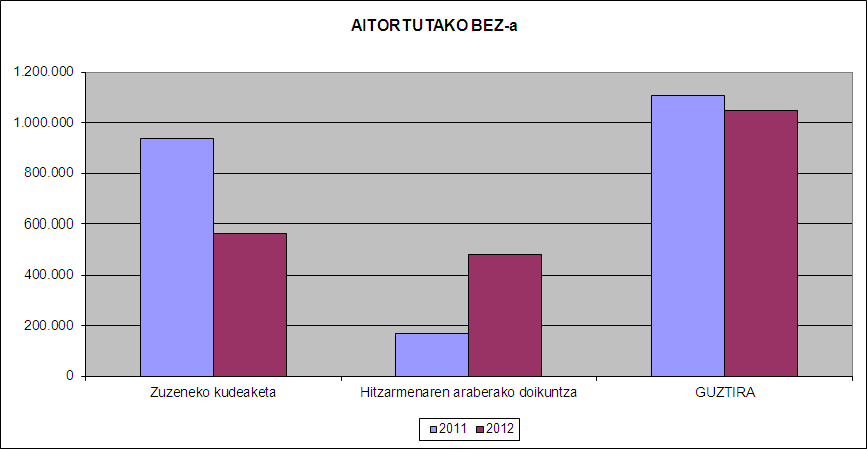 AITORTUTAKO BEZ-a
1.200.000
1.000.000
800.000
600.000
400.000
200.000
0
Zuzeneko kudeaketa
Hitzarmenaren araberako doikuntza
GUZTIRA
2011
2012